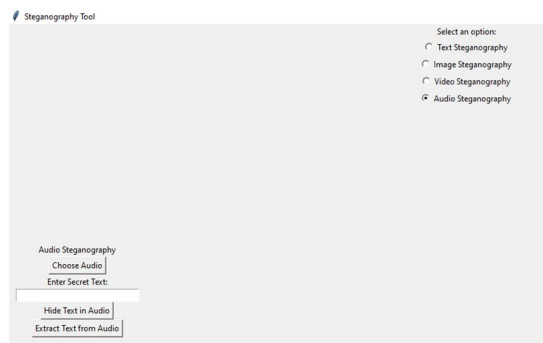 Steganography Tool
Select an option:
Text Steganography
Image Steganography
Video Steganography
Audio Steganography
Audio Steganography
Choose Audio
Enter Secret Text:
Hide Text in Audio
Extract Text from Audio